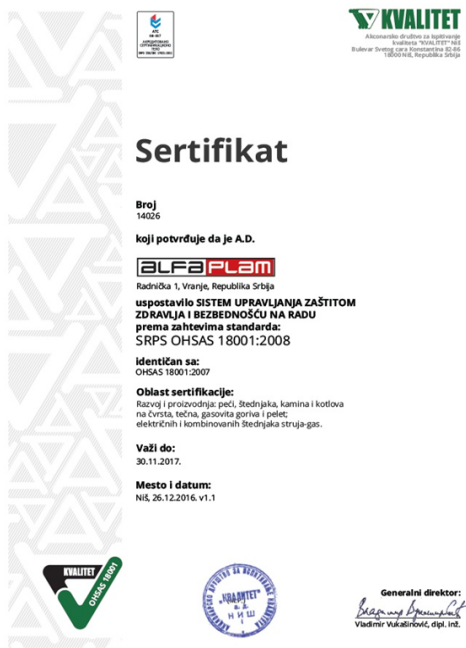 KVALITET
Akcionarsko društvo za ispitivanje
kvaliteta "KVALITET" Niš
Bulevar Svetog cara Konstantina 82-86
18000 Niš, Republika Srbija
Sertifikat
Broj
14026
koji potvrđuje da je A.D.
ALFA PLAM
Radnička 1, Vranje, Republika Srbija
uspostavilo SISTEM UPRAVLJANJA ZAŠTITOM
ZDRAVLJA I BEZBEDNOŠĆU NA RADU
prema zahtevima standarda:
SRPS OHSAS 18001:2008
identičan sa:
OHSAS 18001:2007
Oblast sertifikacije:
Razvoj i proizvodnja: peći, štednjaka, kamina i kotlova
na čvrsta, tečna, gasovita goriva i pelet;
električnih i kombinovanih štednjaka struja-gas.
Važi do:
30.11.2017.
Mesto i datum:
Niš, 26.12.2016. v1.1
KVALITET
OHSAS 18001
"КВАЛИТЕТ"
НИШ
Generalni direktor:
Vladimir Vukašinović, dipl. inž.